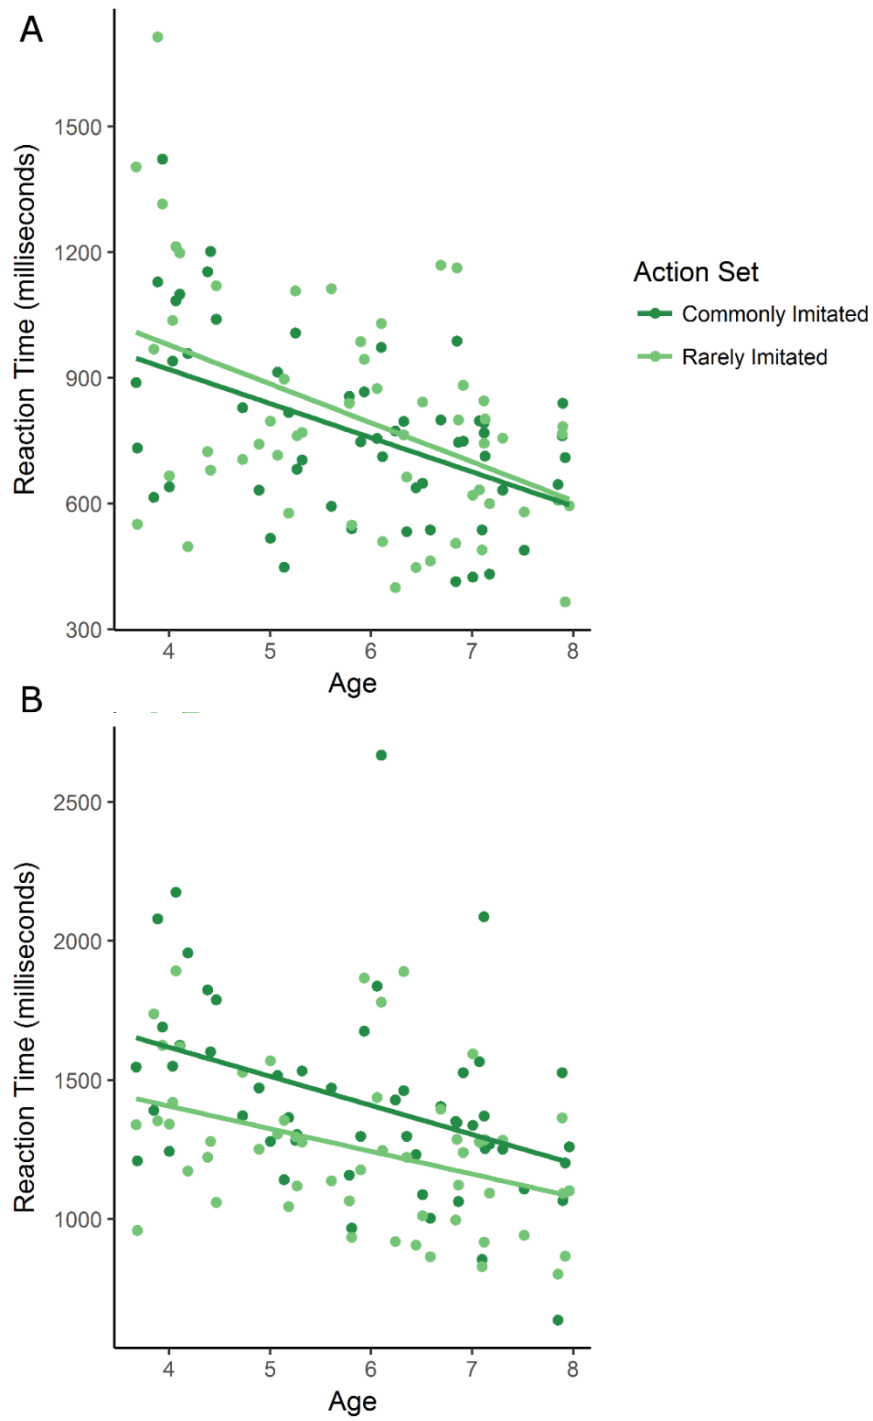 A
Reaction Time (milliseconds)
1500
1200
900
600
300
4 5 6 7 8
Age
Action Set
Commonly Imitated
Rarely Imitated
B
Reaction Time (milliseconds)
2500
2000
1500
1000
4 5 6 7 8
Age